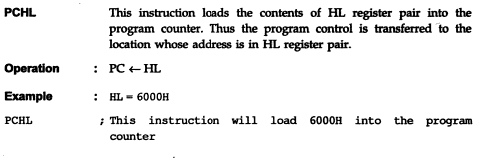 PCHL This instruction loads the contents of HL register pair into the
program counter. Thus the program control is transferred to the
location whose address is in HL register pair.
Operation : PC ← HL
Example : HL = 6000H
PCHL ; This instruction will load 6000H into the program
counter